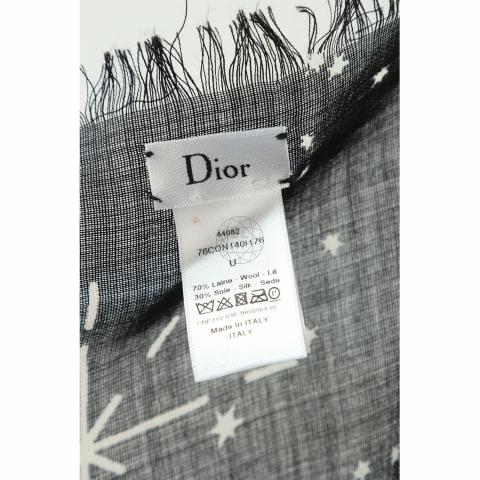 Dior
44082
76CON140I176
U
70% Laine - Wool - Lã
30% Soie - Silk - Seda
Made in ITALY
ITALY